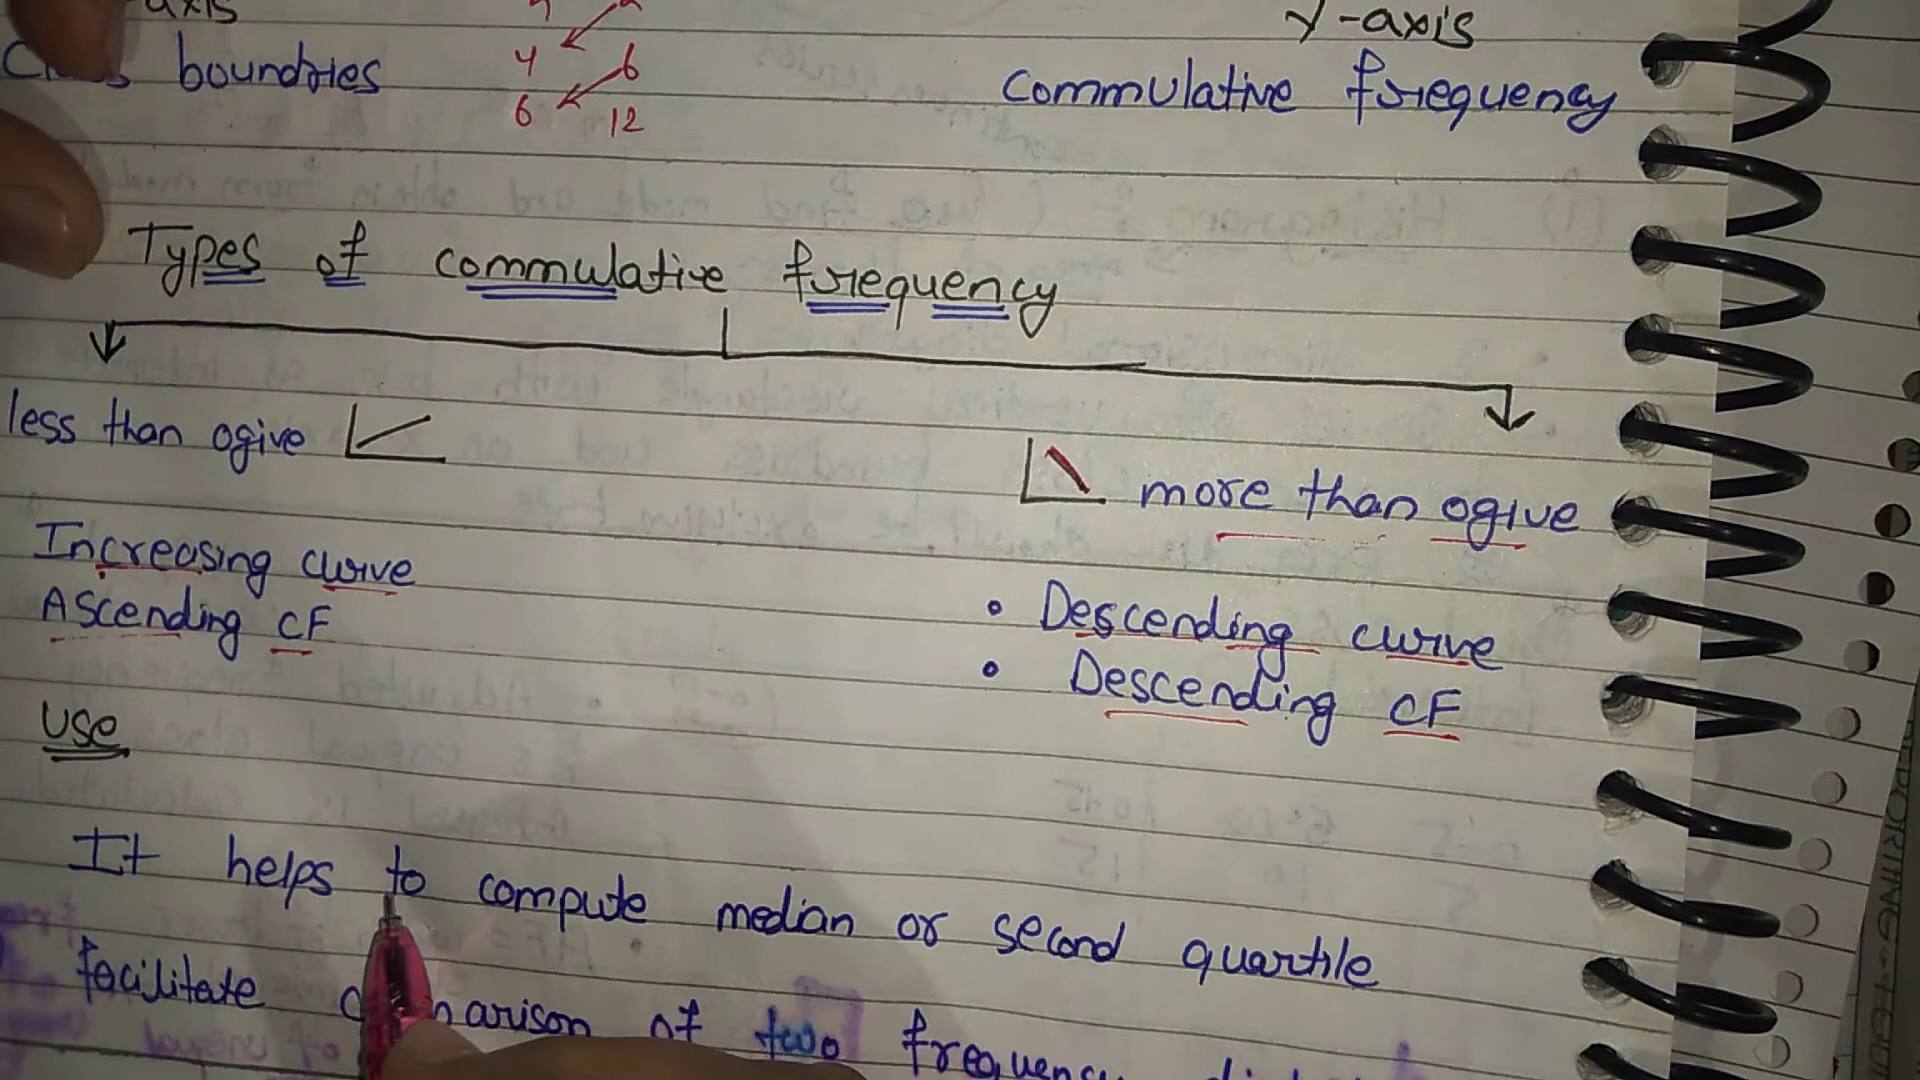 axis
y-axis
Class boundries
4 6
6 12
Commulative frequency
Types of commulative frequency
less than ogive
more than ogive
Increasing curve
Ascending CF
• Descending curve
• Descending CF
Use
It helps to compute median or second quartile
facilitate of two